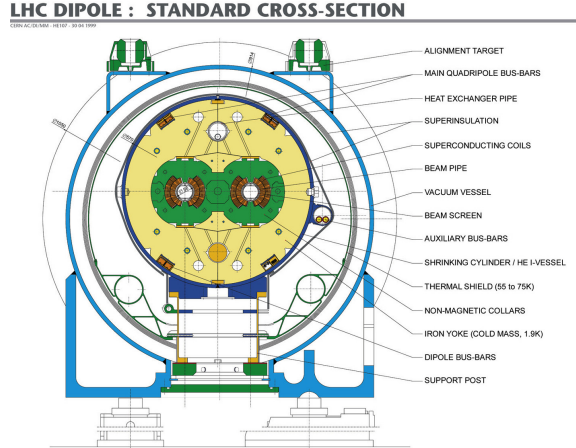 LHC DIPOLE : STANDARD CROSS-SECTION
CERN AC/DI/MM - HE107 - 30 04 1999
ALIGNMENT TARGET
MAIN QUADRIPOLE BUS-BARS
HEAT EXCHANGER PIPE
SUPERINSULATION
SUPERCONDUCTING COILS
BEAM PIPE
VACUUM VESSEL
BEAM SCREEN
AUXILIARY BUS-BARS
SHRINKING CYLINDER / HE I-VESSEL
THERMAL SHIELD (55 to 75K)
NON-MAGNETIC COLLARS
IRON YOKE (COLD MASS, 1.9K)
DIPOLE BUS-BARS
SUPPORT POST